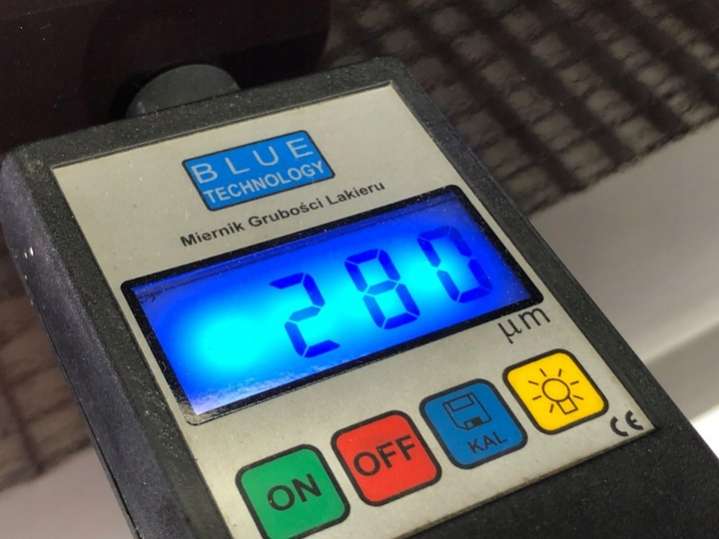 BLUE
TECHNOLOGY
Miernik Grubości Lakieru
280
μm
ON
OFF
KAL
CE